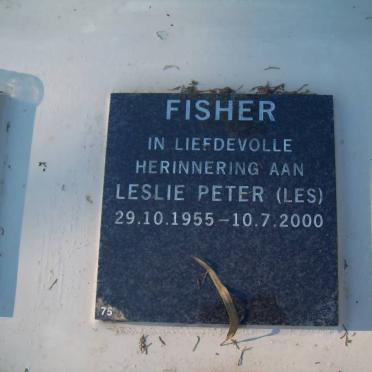 FISHER
IN LIEFDEVOLLE
HERINNERING AAN
LESLIE PETER (LES)
29.10.1955 – 10.7.2000
75